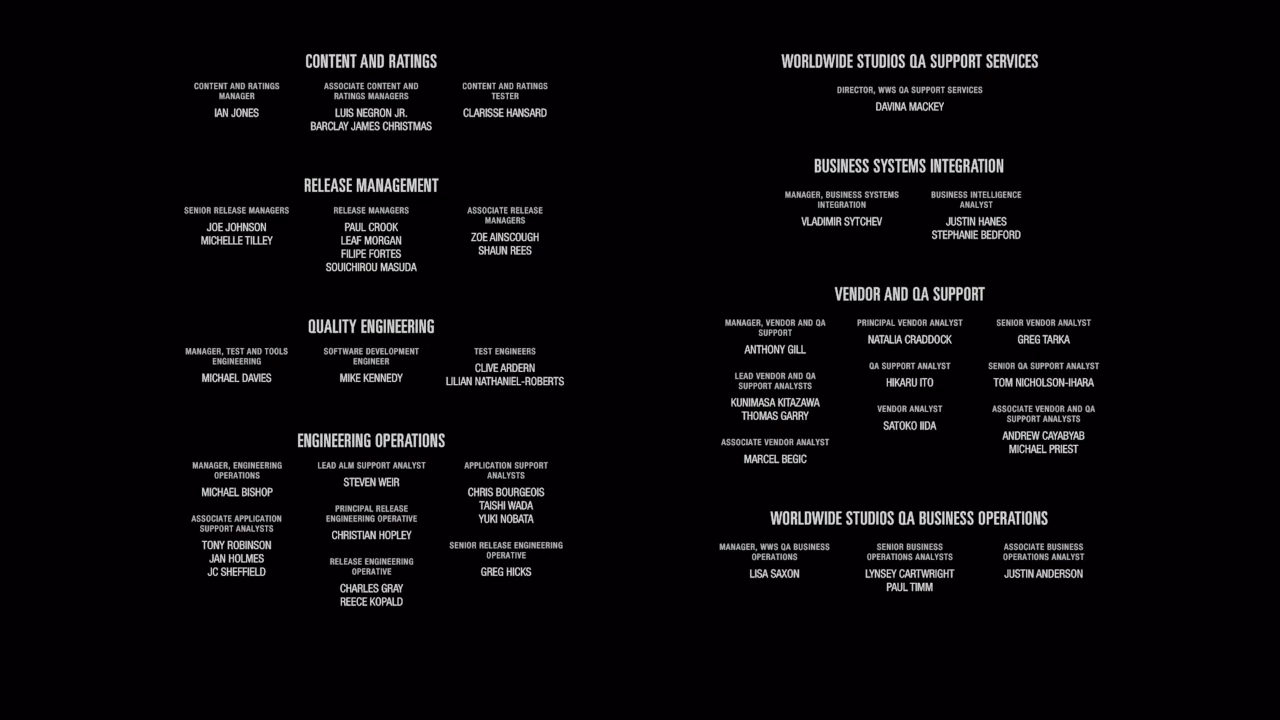 CONTENT AND RATINGS
CONTENT AND RATINGS
MANAGER
IAN JONES
ASSOCIATE CONTENT AND
RATINGS MANAGERS
LUIS NEGRON JR.
BARCLAY JAMES CHRISTMAS
CONTENT AND RATINGS
TESTER
CLARISSE HANSARD
RELEASE MANAGEMENT
SENIOR RELEASE MANAGERS
JOE JOHNSON
MICHELLE TILLEY
RELEASE MANAGERS
PAUL CROOK
LEAF MORGAN
FILIPE FORTES
SOUICHIROU MASUDA
ASSOCIATE RELEASE
MANAGERS
ZOE AINSCOUGH
SHAUN REES
QUALITY ENGINEERING
MANAGER, TEST AND TOOLS
ENGINEERING
MICHAEL DAVIES
SOFTWARE DEVELOPMENT
ENGINEER
MIKE KENNEDY
TEST ENGINEERS
CLIVE ARDERN
LILIAN NATHANIEL-ROBERTS
ENGINEERING OPERATIONS
MANAGER, ENGINEERING
OPERATIONS
MICHAEL BISHOP
ASSOCIATE APPLICATION
SUPPORT ANALYSTS
TONY ROBINSON
JAN HOLMES
JC SHEFFIELD
LEAD ALM SUPPORT ANALYST
STEVEN WEIR
PRINCIPAL RELEASE
ENGINEERING OPERATIVE
CHRISTIAN HOPLEY
RELEASE ENGINEERING
OPERATIVE
CHARLES GRAY
REECE KOPALD
APPLICATION SUPPORT
ANALYSTS
CHRIS BOURGEOIS
TAISHI WADA
YUKI NOBATA
SENIOR RELEASE ENGINEERING
OPERATIVE
GREG HICKS
WORLDWIDE STUDIOS QA SUPPORT SERVICES
DIRECTOR, WWS QA SUPPORT SERVICES
DAVINA MACKEY
BUSINESS SYSTEMS INTEGRATION
MANAGER, BUSINESS SYSTEMS
INTEGRATION
VLADIMIR SYTCHEV
BUSINESS INTELLIGENCE
ANALYST
JUSTIN HANES
STEPHANIE BEDFORD
VENDOR AND QA SUPPORT
MANAGER, VENDOR AND QA
SUPPORT
ANTHONY GILL
LEAD VENDOR AND QA
SUPPORT ANALYSTS
KUNIMASA KITAZAWA
THOMAS GARRY
ASSOCIATE VENDOR ANALYST
MARCEL BEGIC
PRINCIPAL VENDOR ANALYST
NATALIA CRADDOCK
QA SUPPORT ANALYST
HIKARU ITO
VENDOR ANALYST
SATOKO IIDA
SENIOR VENDOR ANALYST
GREG TARKA
SENIOR QA SUPPORT ANALYST
TOM NICHOLSON-IHARA
ASSOCIATE VENDOR AND QA
SUPPORT ANALYSTS
ANDREW CAYABYAB
MICHAEL PRIEST
WORLDWIDE STUDIOS QA BUSINESS OPERATIONS
MANAGER, WWS QA BUSINESS
OPERATIONS
LISA SAXON
SENIOR BUSINESS
OPERATIONS ANALYSTS
LYNSEY CARTWRIGHT
PAUL TIMM
ASSOCIATE BUSINESS
OPERATIONS ANALYST
JUSTIN ANDERSON